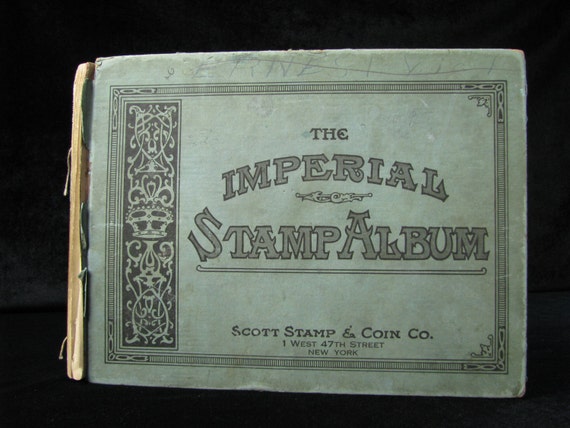 THE
IMPERIAL
STAMP ALBUM
SCOTT STAMP & COIN CO.
1 WEST 47TH STREET
NEW YORK